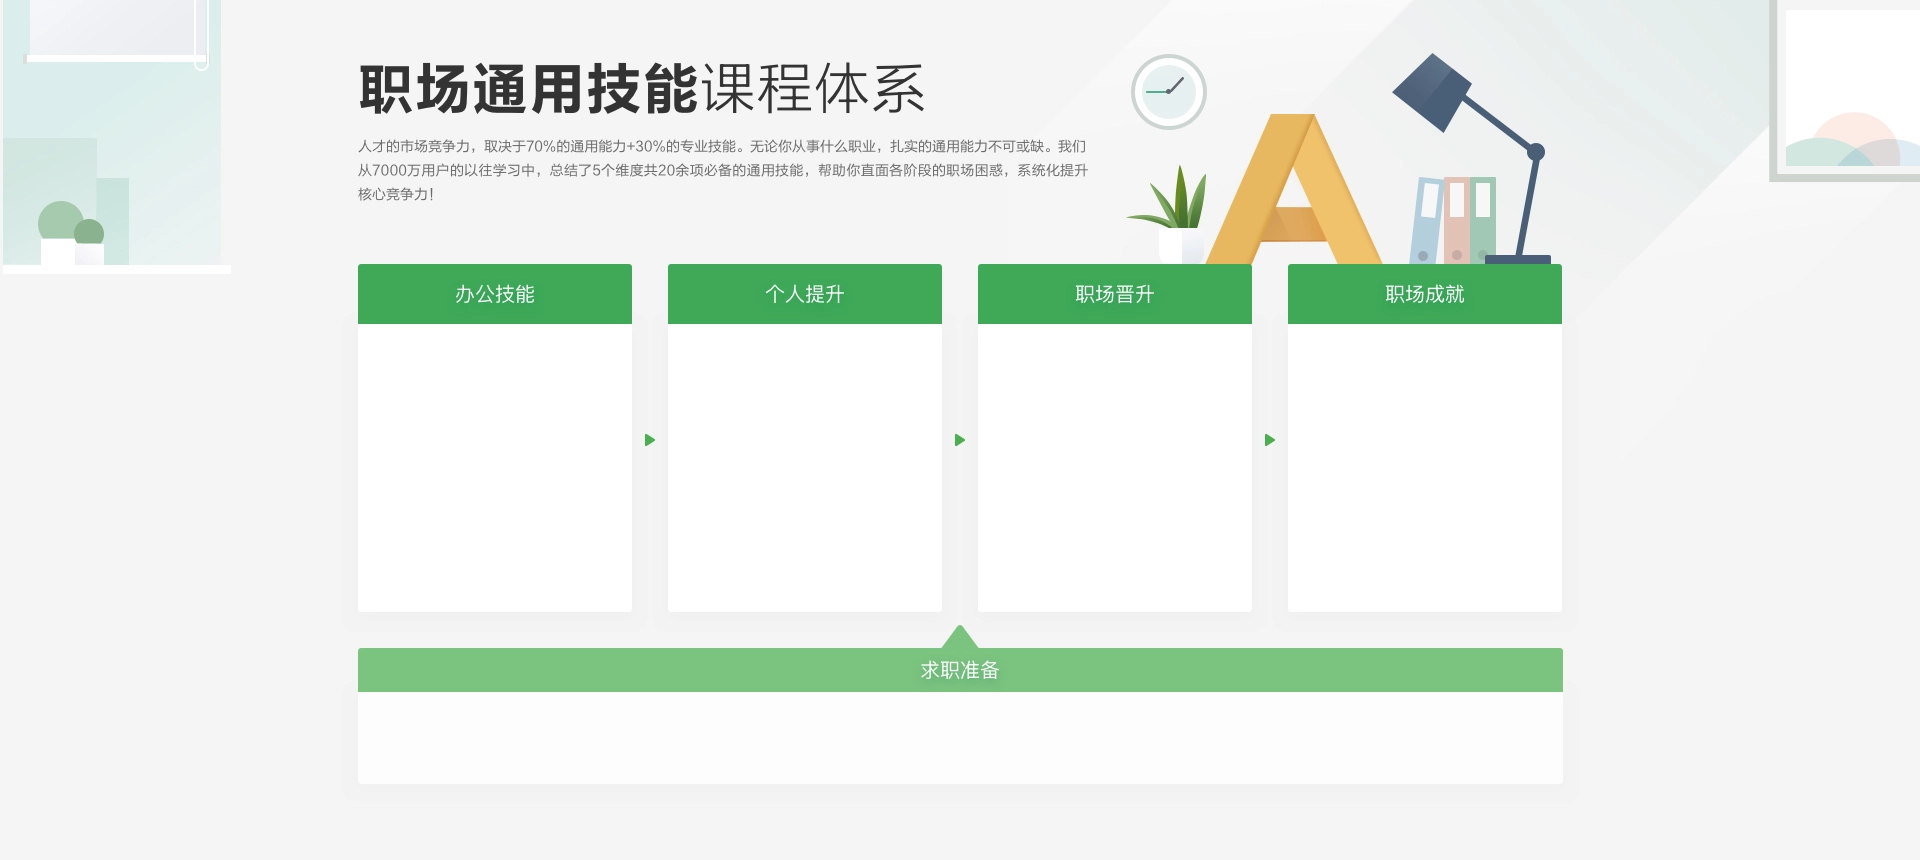 职场通用技能课程体系
人才的市场竞争力，取决于70%的通用能力+30%的专业技能。无论你从事什么职业，扎实的通用能力不可或缺。我们
从7000万用户的以往学习中，总结了5个维度共20余项必备的通用技能，帮助你直面各阶段的职场困惑，系统化提升
核心竞争力！
办公技能
个人提升
职场晋升
职场成就
求职准备